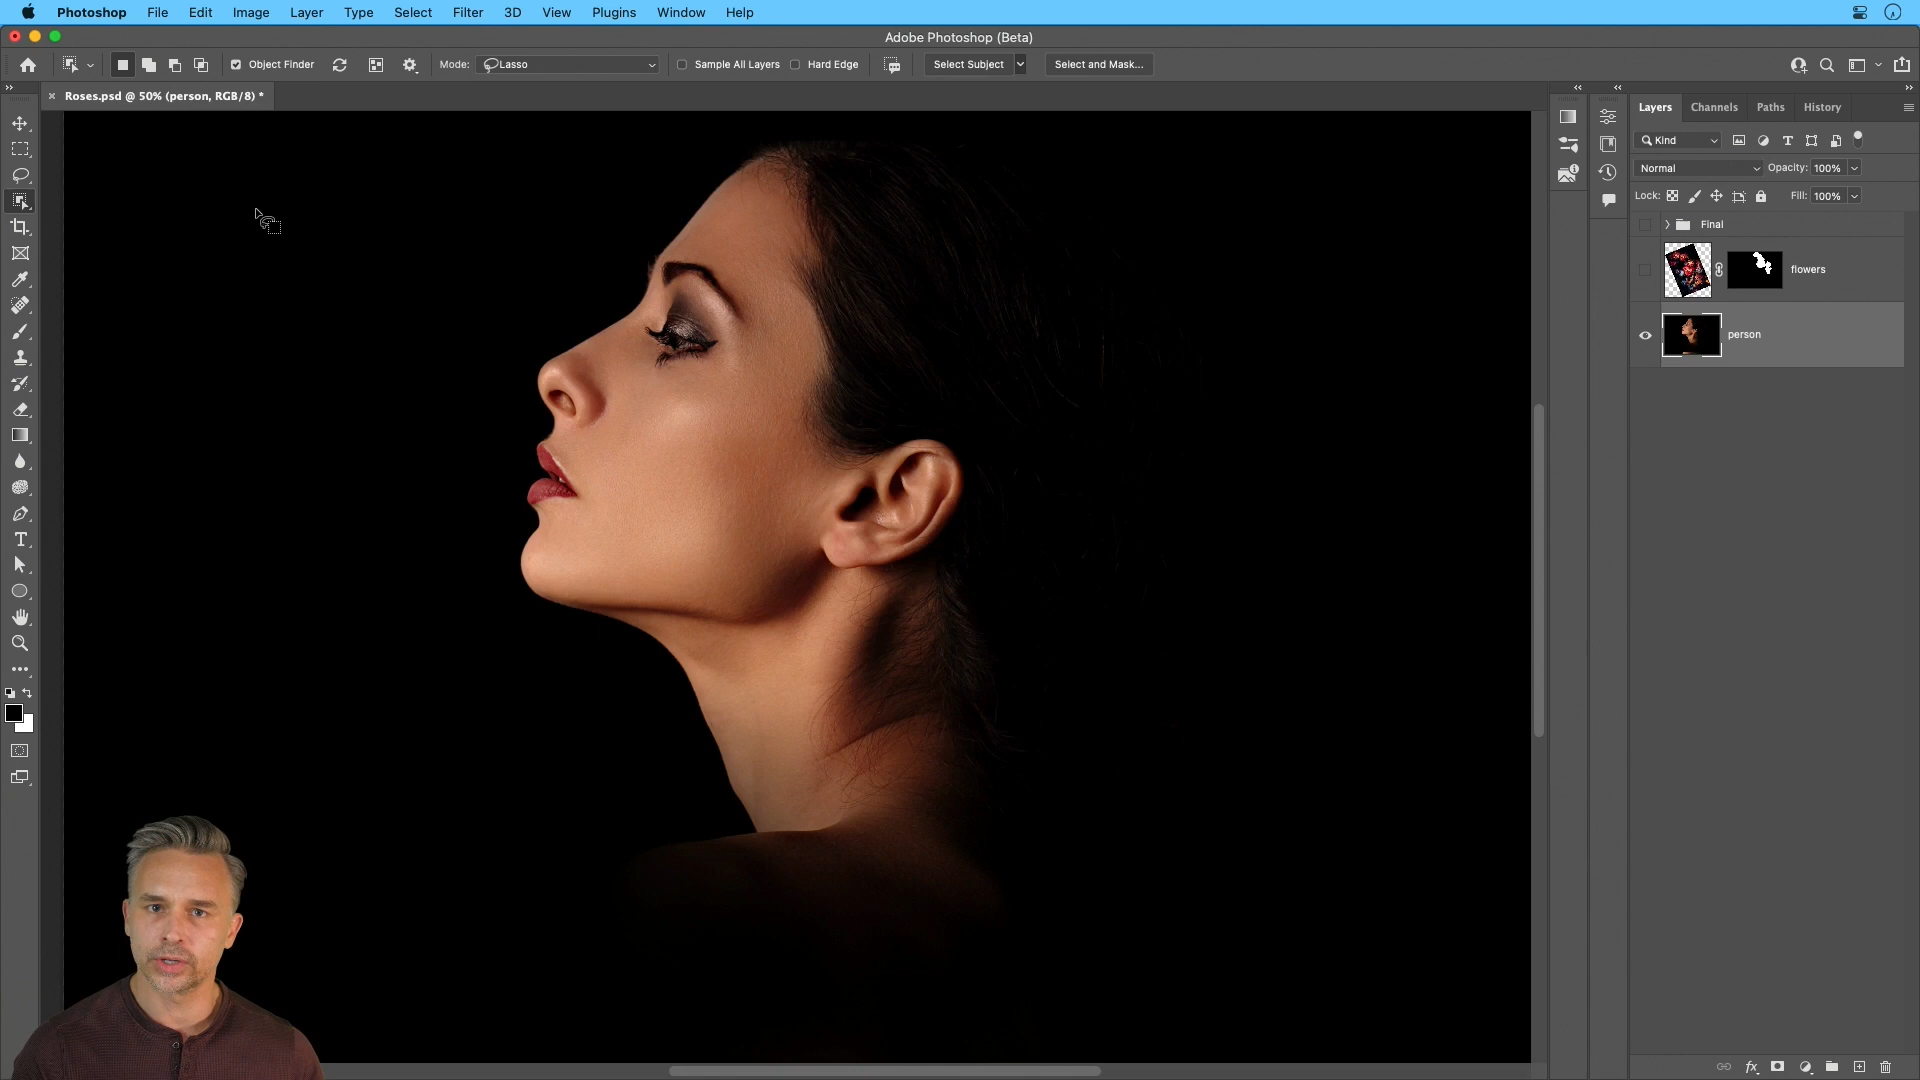 Photoshop File Edit Image Layer Type Select Filter 3D View Plugins Window Help
Adobe Photoshop (Beta)
Object Finder Mode: Lasso Sample All Layers Hard Edge Select Subject Select and Mask...
Roses.psd @ 50% (person, RGB/8) *
Layers Channels Paths History
Kind
Normal Opacity: 100%
Lock: Fill: 100%
Final
flowers
person